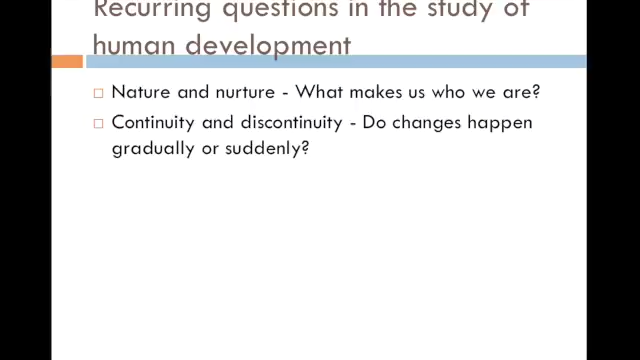 Recurring questions in the study of
human development
Nature and nurture - What makes us who we are?
Continuity and discontinuity - Do changes happen
gradually or suddenly?